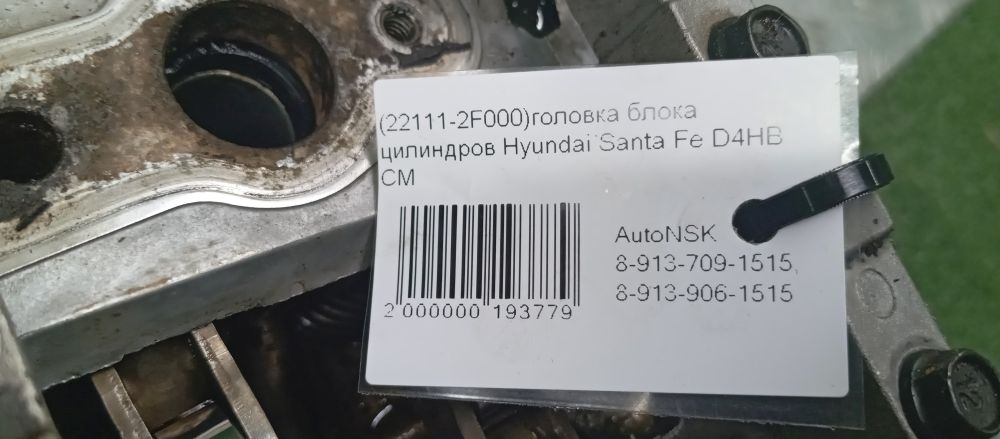 (22111-2F000)головка блока
цилиндров Hyundai Santa Fe D4HB
CM
AutoNSK
8-913-709-1515,
8-913-906-1515
2 000000 193779